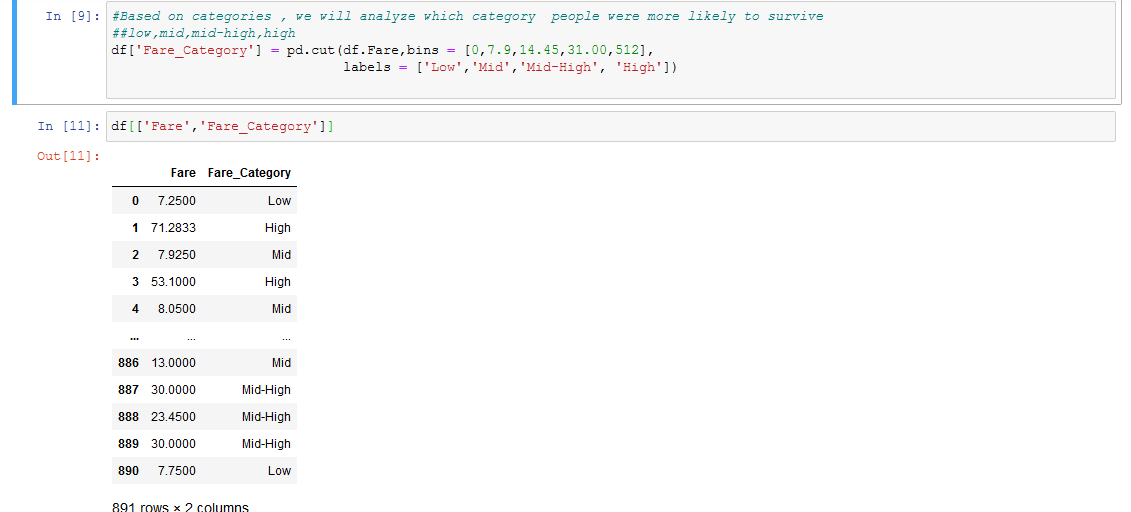 In [9]: #Based on categories , we will analyze which category  people were more likely to survive
##low,mid,mid-high,high
df['Fare_Category'] = pd.cut(df.Fare,bins = [0,7.9,14.45,31.00,512],
labels = ['Low','Mid','Mid-High', 'High'])
In [11]: df[['Fare','Fare_Category']]
Out[11]:
Fare Fare_Category
0 7.2500 Low
1 71.2833 High
2 7.9250 Mid
3 53.1000 High
4 8.0500 Mid
... ... ...
886 13.0000 Mid
887 30.0000 Mid-High
888 23.4500 Mid-High
889 30.0000 Mid-High
890 7.7500 Low
891 rows × 2 columns